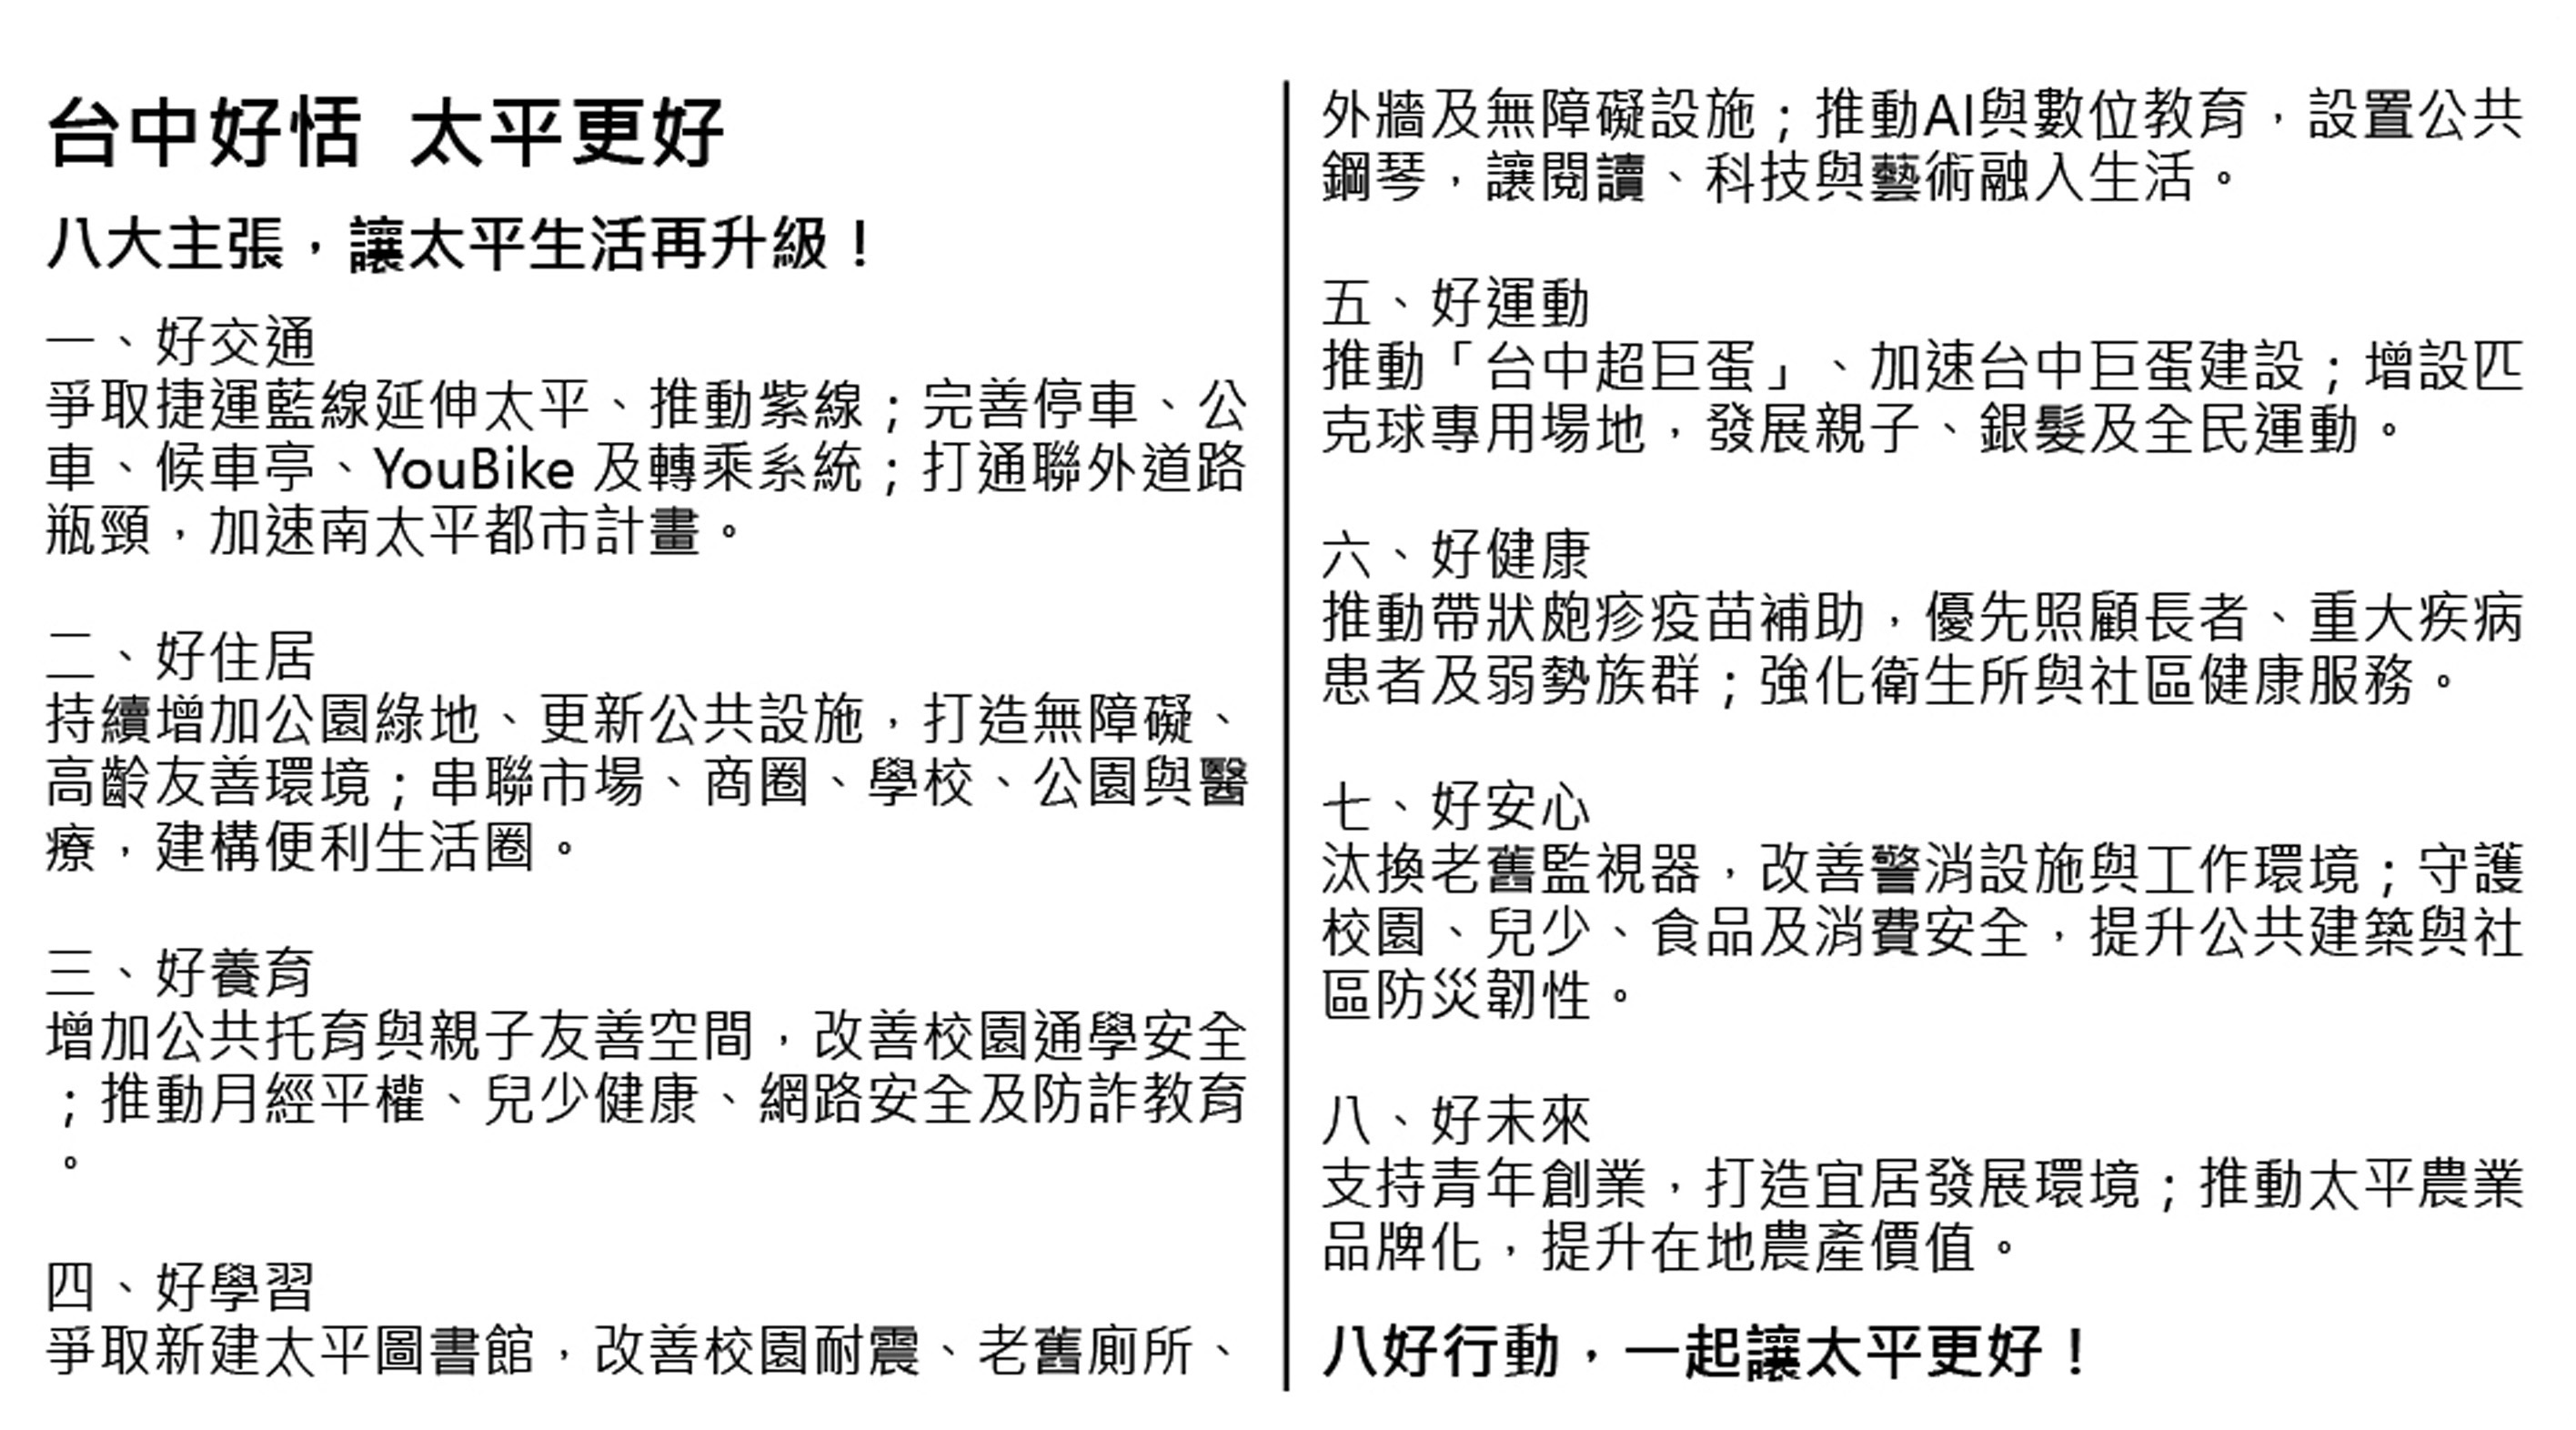 台中好恬 太平更好
八大主張，讓太平生活再升級！
一、好交通
爭取捷運藍線延伸太平、推動紫線；完善停車、公
車、候車亭、YouBike 及轉乘系統；打通聯外道路
瓶頸，加速南太平都市計畫。
二、好住居
持續增加公園綠地、更新公共設施，打造無障礙、
高齡友善環境；串聯市場、商圈、學校、公園與醫
療，建構便利生活圈。
三、好養育
增加公共托育與親子友善空間，改善校園通學安全
；推動月經平權、兒少健康、網路安全及防詐教育
。
四、好學習
爭取新建太平圖書館，改善校園耐震、老舊廁所、
外牆及無障礙設施；推動AI與數位教育，設置公共
鋼琴，讓閱讀、科技與藝術融入生活。
五、好運動
推動「台中超巨蛋」、加速台中巨蛋建設；增設匹
克球專用場地，發展親子、銀髮及全民運動。
六、好健康
推動帶狀皰疹疫苗補助，優先照顧長者、重大疾病
患者及弱勢族群；強化衛生所與社區健康服務。
七、好安心
汰換老舊監視器，改善警消設施與工作環境；守護
校園、兒少、食品及消費安全，提升公共建築與社
區防災韌性。
八、好未來
支持青年創業，打造宜居發展環境；推動太平農業
品牌化，提升在地農產價值。
八好行動，一起讓太平更好！